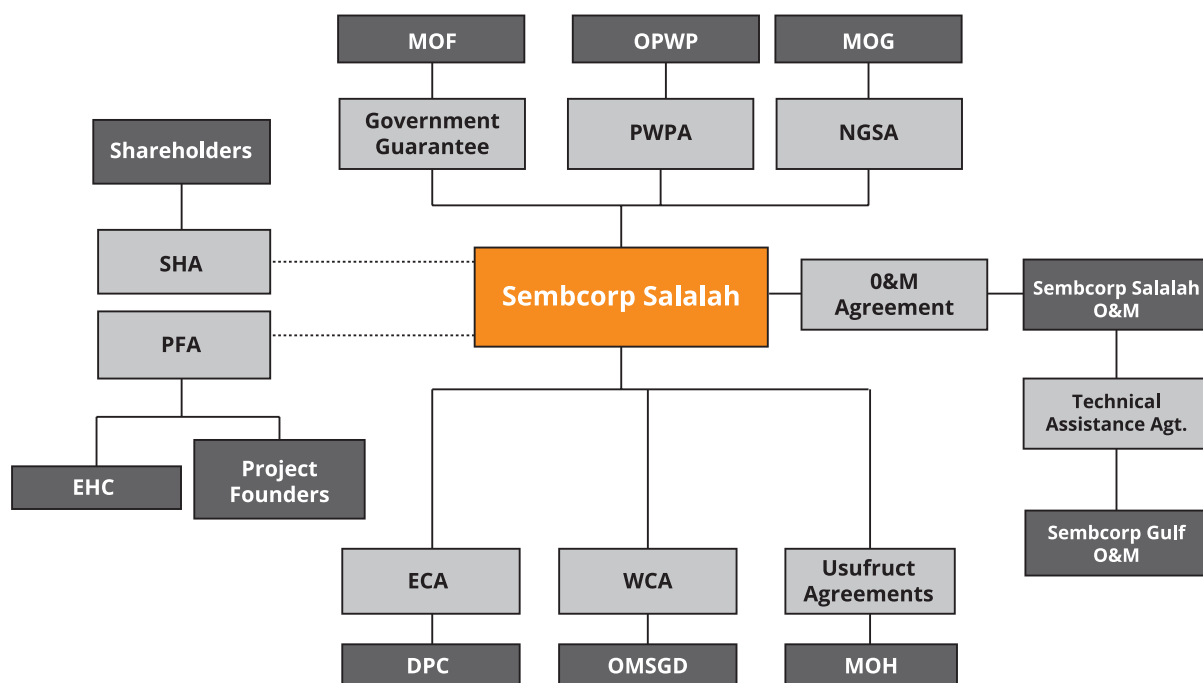 MOF
OPWP
MOG
Government
Guarantee
PWPA
NGSA
Shareholders
SHA
PFA
EHC
Project
Founders
Sembcorp Salalah
0&M
Agreement
Sembcorp Salalah
O&M
Technical
Assistance Agt.
Sembcorp Gulf
O&M
ECA
WCA
Usufruct
Agreements
DPC
OMSGD
MOH